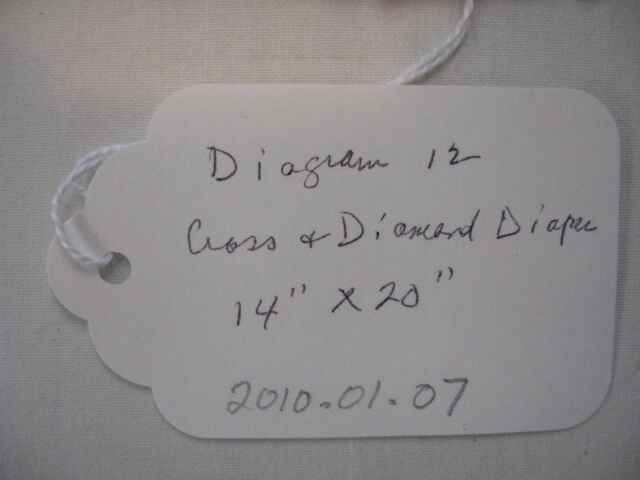 Diagram 12
Cross & Diamond Diaper
14" x 20"
2010.01.07